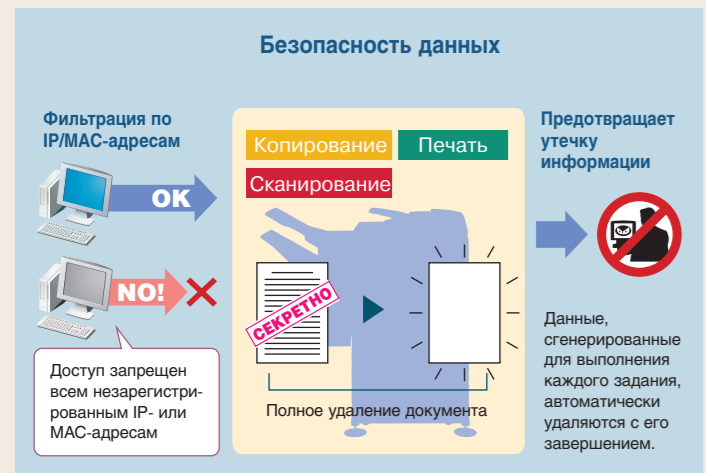 Безопасность данных
Фильтрация по
IP/MAC-адресам
OK
NO!
Доступ запрещен
всем незарегистри-
рованным IP- или
MAC-адресам
Копирование
Печать
Сканирование
СЕКРЕТНО
Полное удаление документа
Предотвращает
утечку
информации
Данные,
сгенерированные
для выполнения
каждого задания,
автоматически
удаляются с его
завершением.